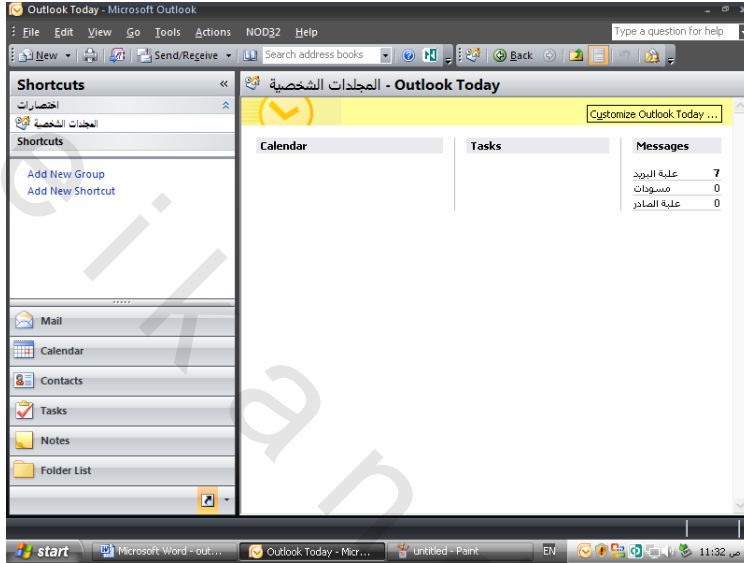 Outlook Today - Microsoft Outlook
File Edit View Go Tools Actions NOD32 Help
Type a question for help
New Send/Receive Search address books Back
Shortcuts «
اختصارات
المجلدات الشخصية
Shortcuts
Add New Group
Add New Shortcut
Mail
Calendar
Contacts
Tasks
Notes
Folder List
المجلدات الشخصية - Outlook Today
Customize Outlook Today ...
Calendar
Tasks
Messages
علبة البريد 7
مسودات 0
علبة الصادر 0
eikan
start Microsoft Word - out... Outlook Today - Micr... untitled - Paint EN 11:32 ص